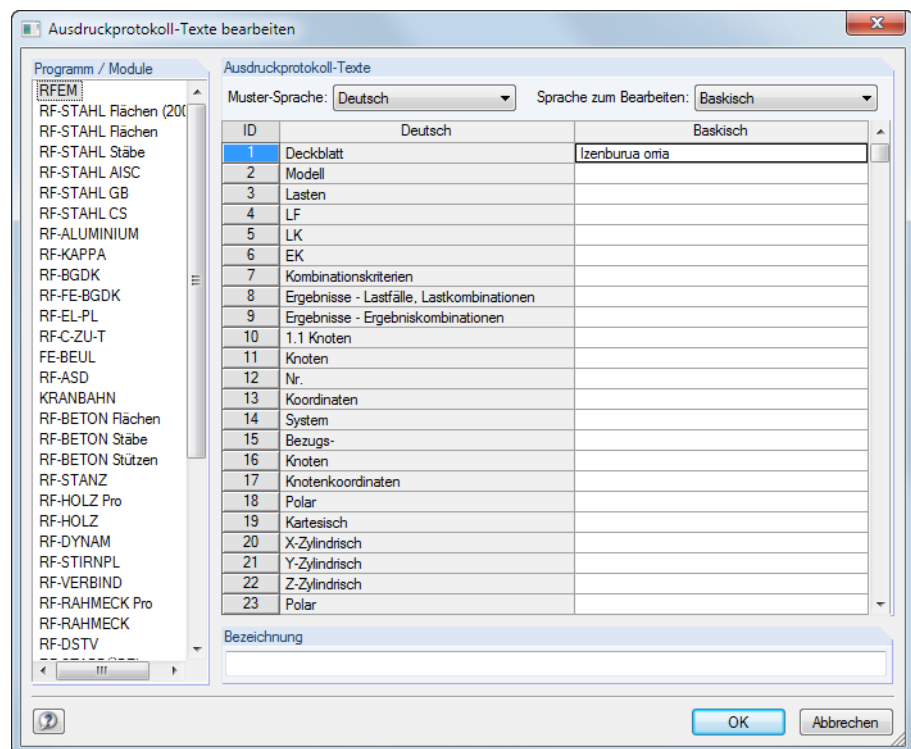 Ausdruckprotokoll-Texte bearbeiten
Programm / Module
RFEM
RF-STAHL Flächen (200
RF-STAHL Flächen
RF-STAHL Stäbe
RF-STAHL AISC
RF-STAHL GB
RF-STAHL CS
RF-ALUMINIUM
RF-KAPPA
RF-BGDK
RF-FE-BGDK
RF-EL-PL
RF-C-ZU-T
FE-BEUL
RF-ASD
KRANBAHN
RF-BETON Flächen
RF-BETON Stäbe
RF-BETON Stützen
RF-STANZ
RF-HOLZ Pro
RF-HOLZ
RF-DYNAM
RF-STIRNPL
RF-VERBIND
RF-RAHMECK Pro
RF-RAHMECK
RF-DSTV
Ausdruckprotokoll-Texte
Muster-Sprache: Deutsch Sprache zum Bearbeiten: Baskisch
ID Deutsch Baskisch
1 Deckblatt Izenburua orria
2 Modell
3 Lasten
4 LF
5 LK
6 EK
7 Kombinationskriterien
8 Ergebnisse - Lastfälle, Lastkombinationen
9 Ergebnisse - Ergebniskombinationen
10 1.1 Knoten
11 Knoten
12 Nr.
13 Koordinaten
14 System
15 Bezugs-
16 Knoten
17 Knotenkoordinaten
18 Polar
19 Kartesisch
20 X-Zylindrisch
21 Y-Zylindrisch
22 Z-Zylindrisch
23 Polar
Bezeichnung
OK Abbrechen